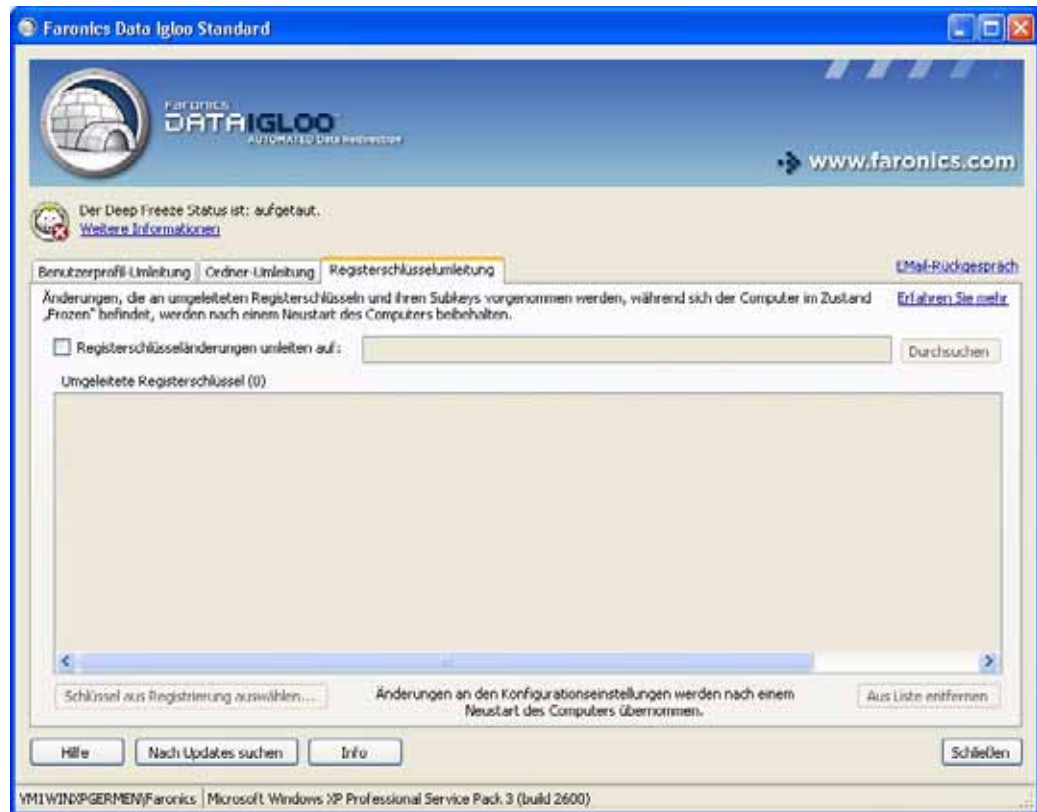 Faronics Data Igloo Standard
FARONICS
DATAIGLOO
AUTOMATED Data Redirection
www.faronics.com
Der Deep Freeze Status ist: aufgetaut.
Weitere Informationen
Benutzerprofil-Umleitung Ordner-Umleitung Registerschlüsselumleitung
EMail-Rückgespräch
Änderungen, die an umgeleiteten Registerschlüsseln und ihren Subkeys vorgenommen werden, während sich der Computer im Zustand
„Frozen" befindet, werden nach einem Neustart des Computers beibehalten.
Erfahren Sie mehr
Registerschlüsseländerungen umleiten auf:
Durchsuchen
Umgeleitete Registerschlüssel (0)
Schlüssel aus Registrierung auswählen...
Änderungen an den Konfigurationseinstellungen werden nach einem
Neustart des Computers übernommen.
Aus Liste entfernen
Hilfe
Nach Updates suchen
Info
Schließen
VM1WINXPGERMEN\Faronics Microsoft Windows XP Professional Service Pack 3 (build 2600)